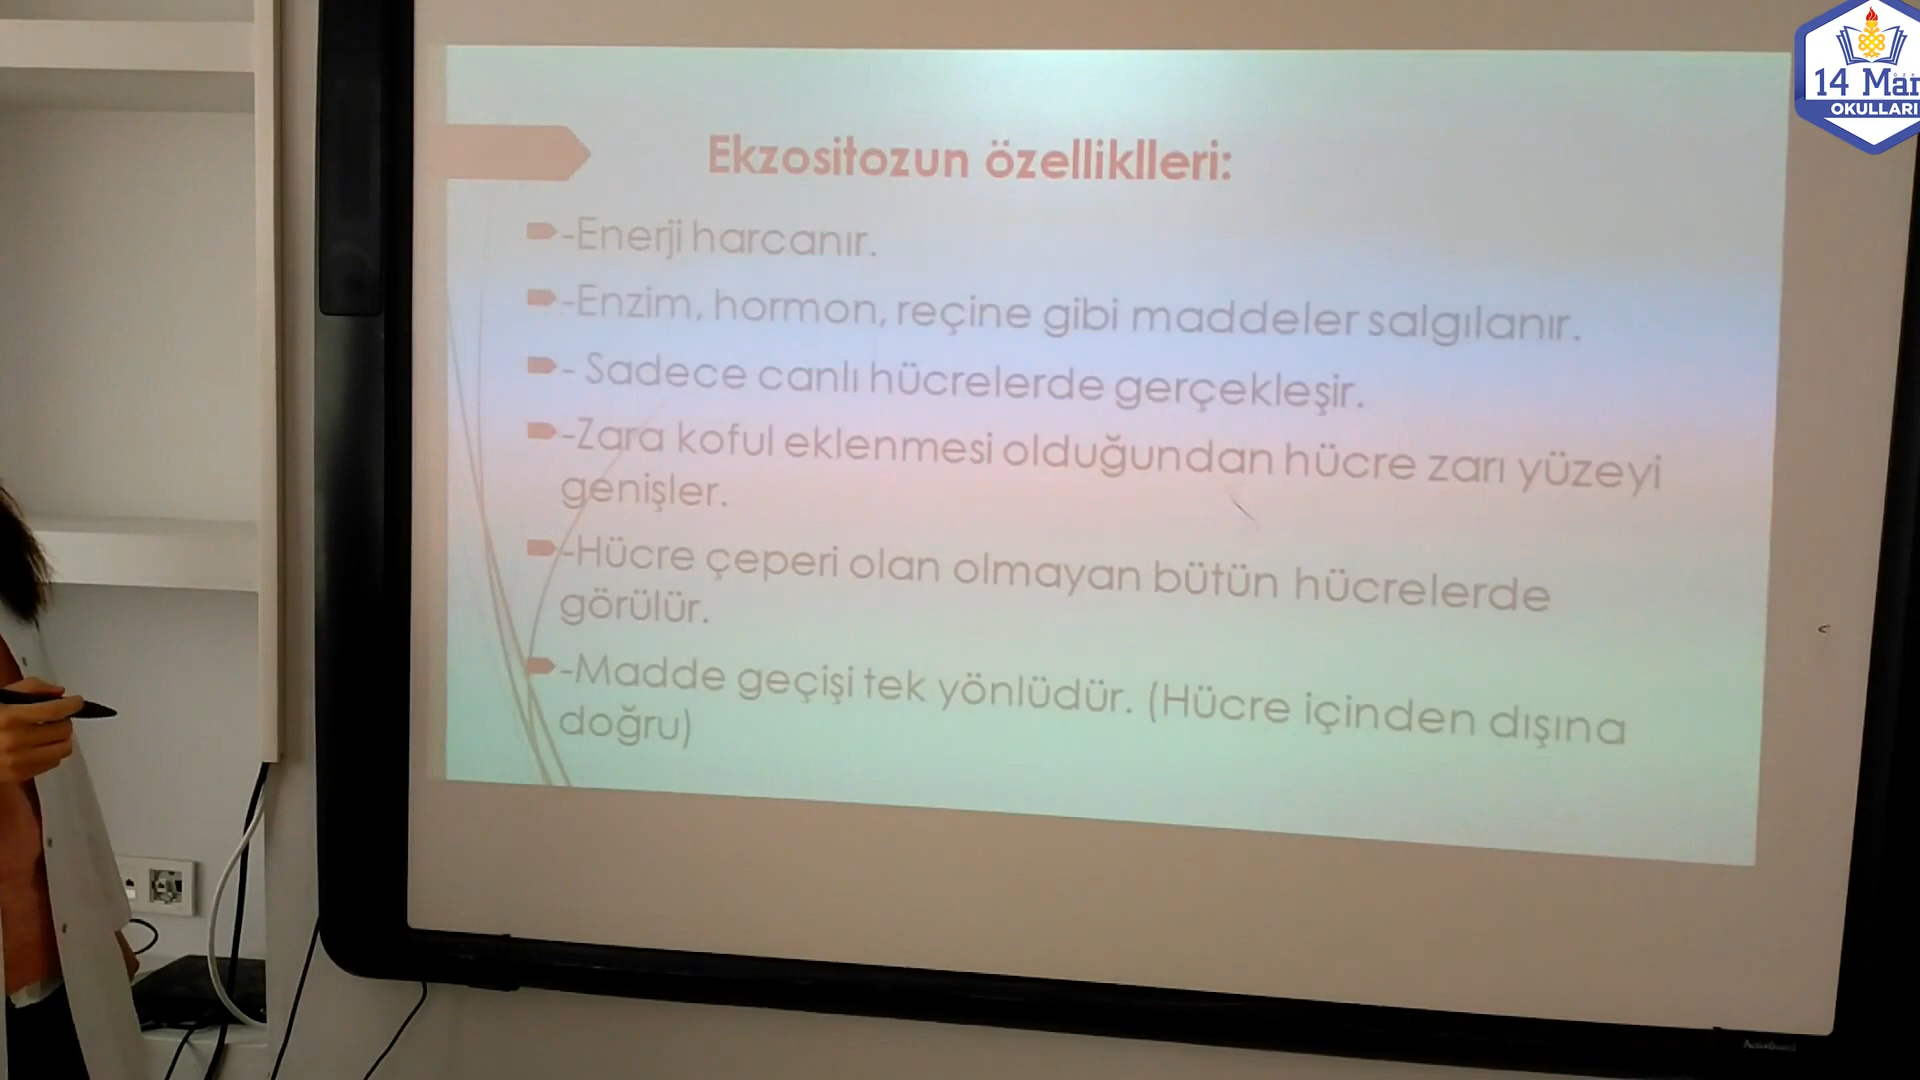 14 Mar
OKULLARI
Ekzositozun özelliklleri:
-Enerji harcanır.
-Enzim, hormon, reçine gibi maddeler salgılanır.
- Sadece canlı hücrelerde gerçekleşir.
-Zara koful eklenmesi olduğundan hücre zarı yüzeyi
genişler.
-Hücre çeperi olan olmayan bütün hücrelerde
görülür.
-Madde geçişi tek yönlüdür. (Hücre içinden dışına
doğru)